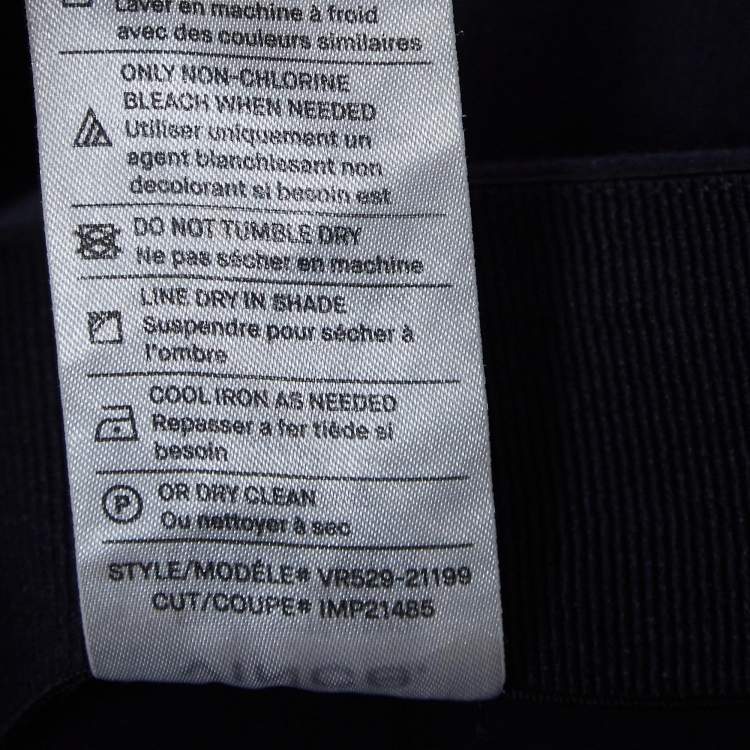 Laver en machine à froid
avec des couleurs similaires
ONLY NON-CHLORINE
BLEACH WHEN NEEDED
Utiliser uniquement un
agent blanchissant non
decolorant si besoin est
DO NOT TUMBLE DRY
Ne pas sécher en machine
LINE DRY IN SHADE
Suspendre pour sécher à
l'ombre
COOL IRON AS NEEDED
Repasser a fer tiède si
besoin
P
OR DRY CLEAN
Ou nettoyer à sec
STYLE/MODÉLE# VR529-21199
CUT/COUPE# IMP21485